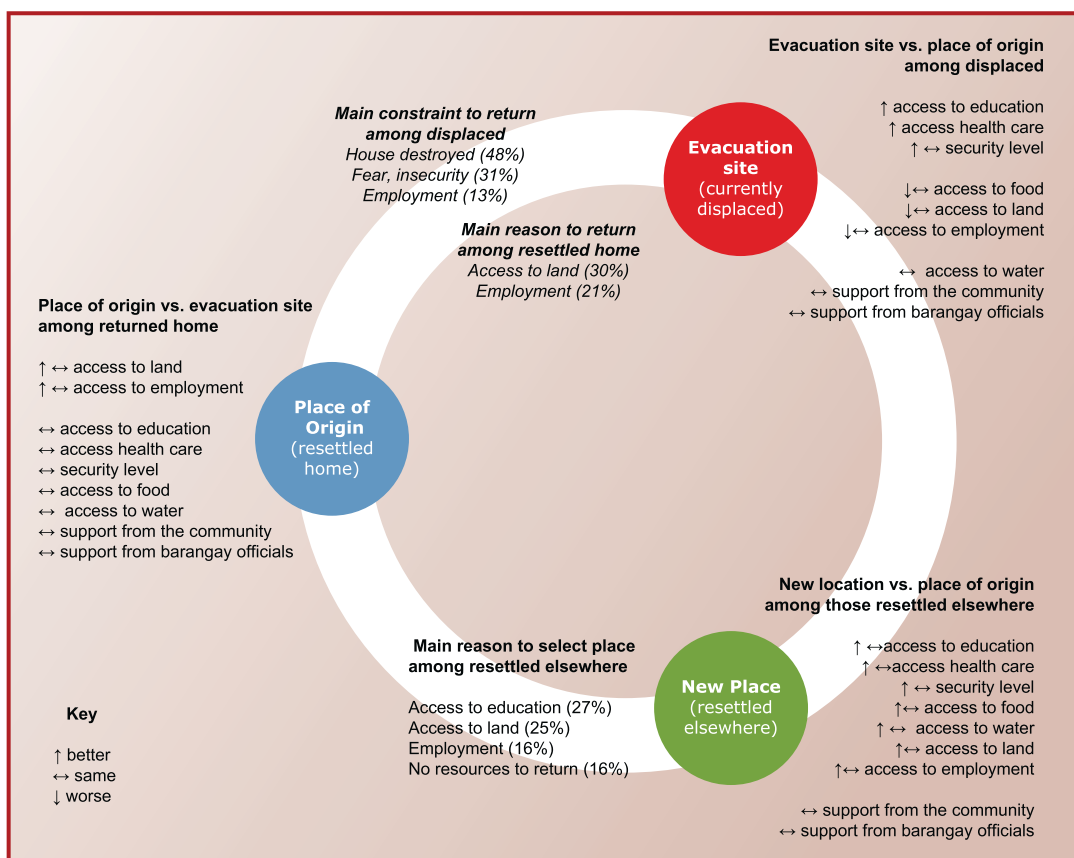 Evacuation site vs. place of origin
among displaced
↑ access to education
↑ access health care
↑ ↔ security level
↓↔ access to food
↓↔ access to land
↓↔ access to employment
↔ access to water
↔ support from the community
↔ support from barangay officials
Main constraint to return
among displaced
House destroyed (48%)
Fear, insecurity (31%)
Employment (13%)
Evacuation
site
(currently
displaced)
Main reason to return
among resettled home
Access to land (30%)
Employment (21%)
Place of origin vs. evacuation site
among returned home
↑ ↔ access to land
↑ ↔ access to employment
↔ access to education
↔ access health care
↔ security level
↔ access to food
↔ access to water
↔ support from the community
↔ support from barangay officials
Place of
Origin
(resettled
home)
New location vs. place of origin
among those resettled elsewhere
↑ ↔access to education
↑ ↔access health care
↑ ↔ security level
↑↔ access to food
↑ ↔ access to water
↑↔ access to land
↑↔ access to employment
↔ support from the community
↔ support from barangay officials
Main reason to select place
among resettled elsewhere
Access to education (27%)
Access to land (25%)
Employment (16%)
No resources to return (16%)
New Place
(resettled
elsewhere)
Key
↑ better
↔ same
↓ worse